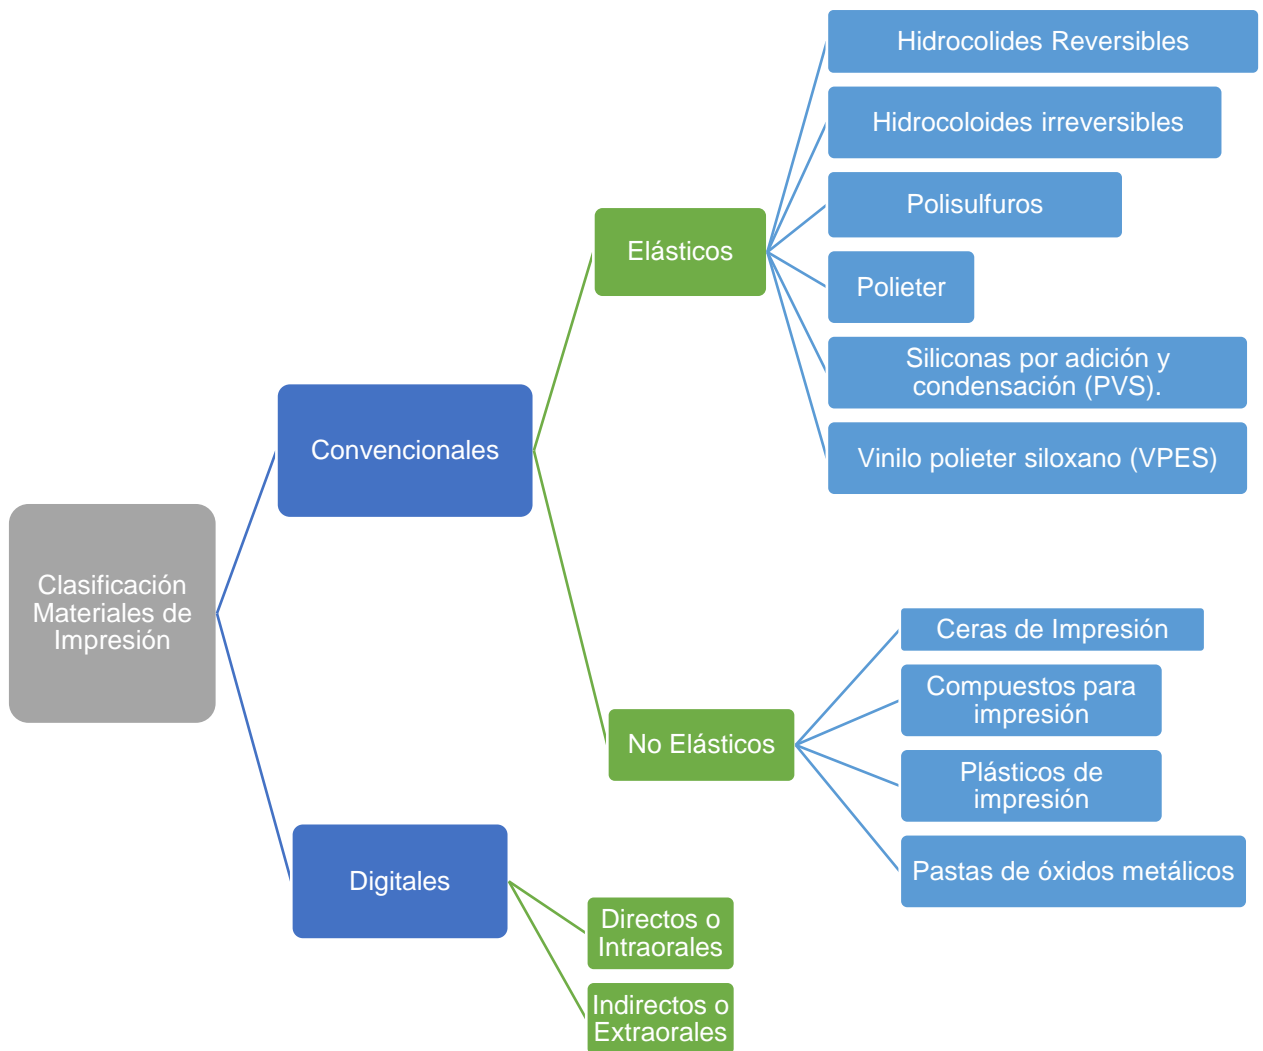 Clasificación
Materiales de
Impresión
Convencionales
Elásticos
Hidrocolides Reversibles
Hidrocoloides irreversibles
Polisulfuros
Polieter
Siliconas por adición y
condensación (PVS).
Vinilo polieter siloxano (VPES)
No Elásticos
Ceras de Impresión
Compuestos para
impresión
Plásticos de
impresión
Pastas de óxidos metálicos
Digitales
Directos o
Intraorales
Indirectos o
Extraorales